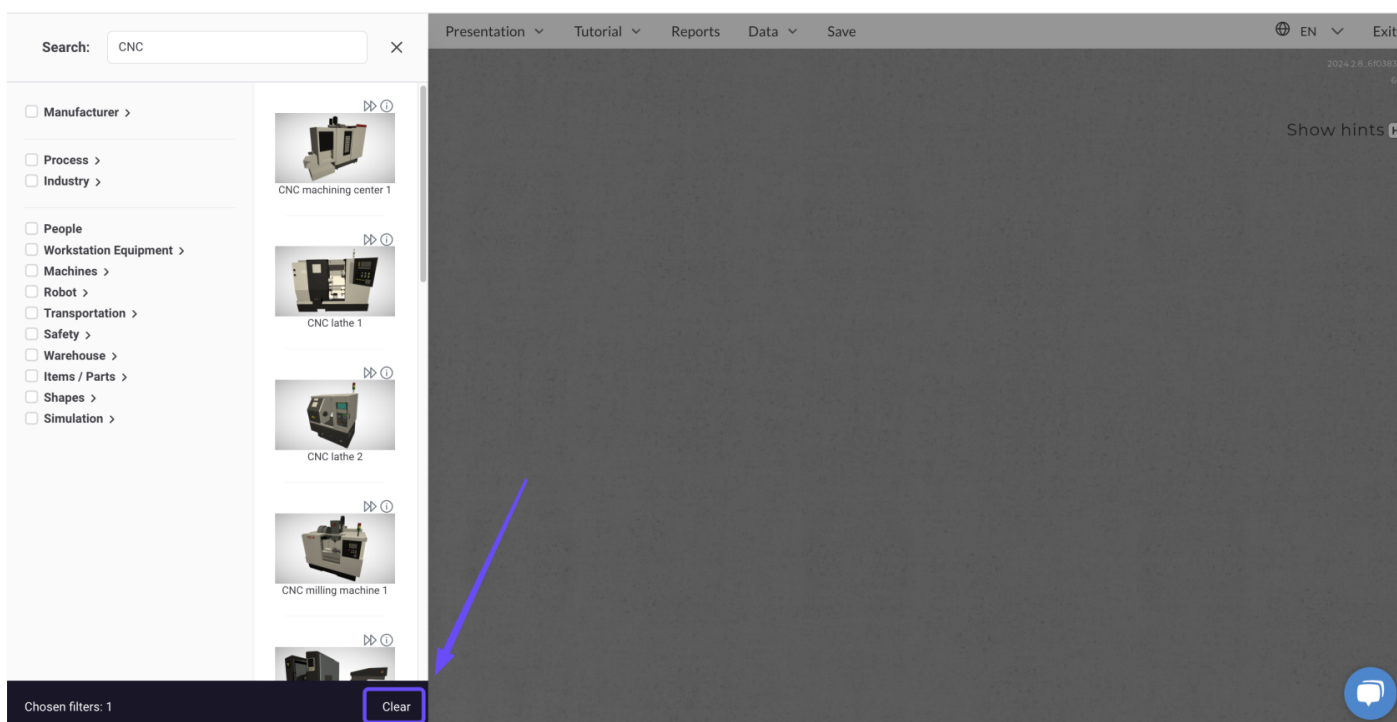 Presentation
Tutorial
Reports
Data
Save
EN
Exit
Search:
CNC
Show hints
Manufacturer
Process
Industry
People
Workstation Equipment
Machines
Robot
Transportation
Safety
Warehouse
Items / Parts
Shapes
Simulation
CNC machining center 1
CNC lathe 1
CNC lathe 2
CNC milling machine 1
Chosen filters: 1
Clear